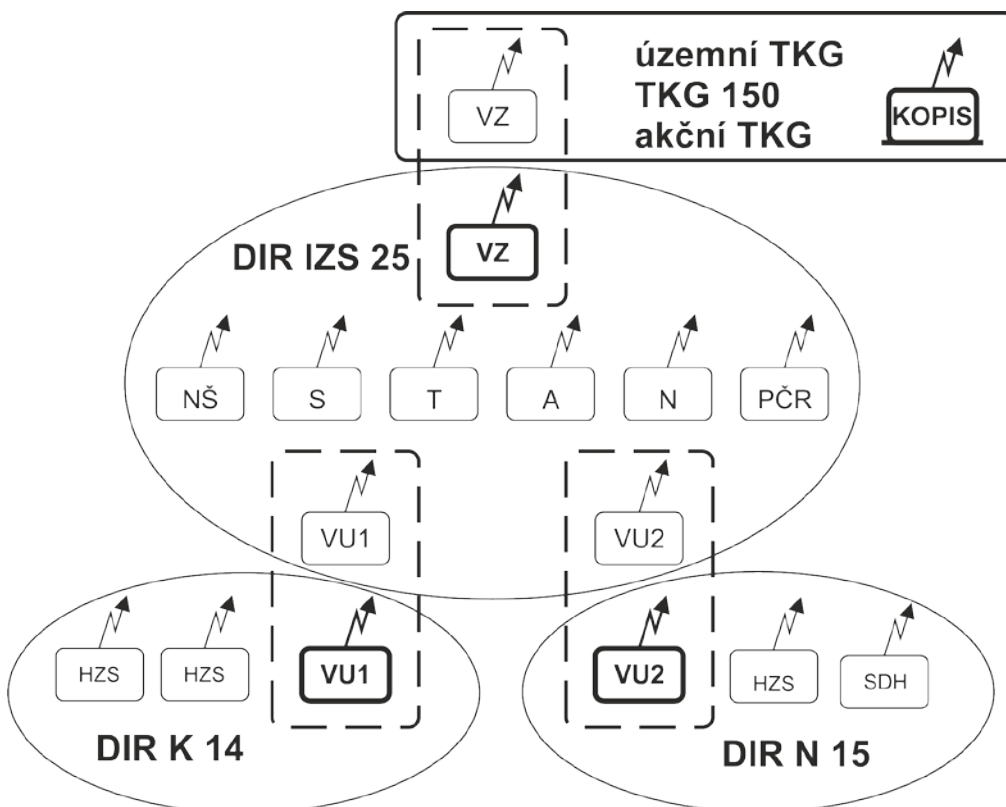 územní TKG
TKG 150
akční TKG
KOPIS
VZ
DIR IZS 25
VZ
NŠ
S
T
A
N
PČR
VU1
VU2
HZS
HZS
VU1
VU2
HZS
SDH
DIR K 14
DIR N 15